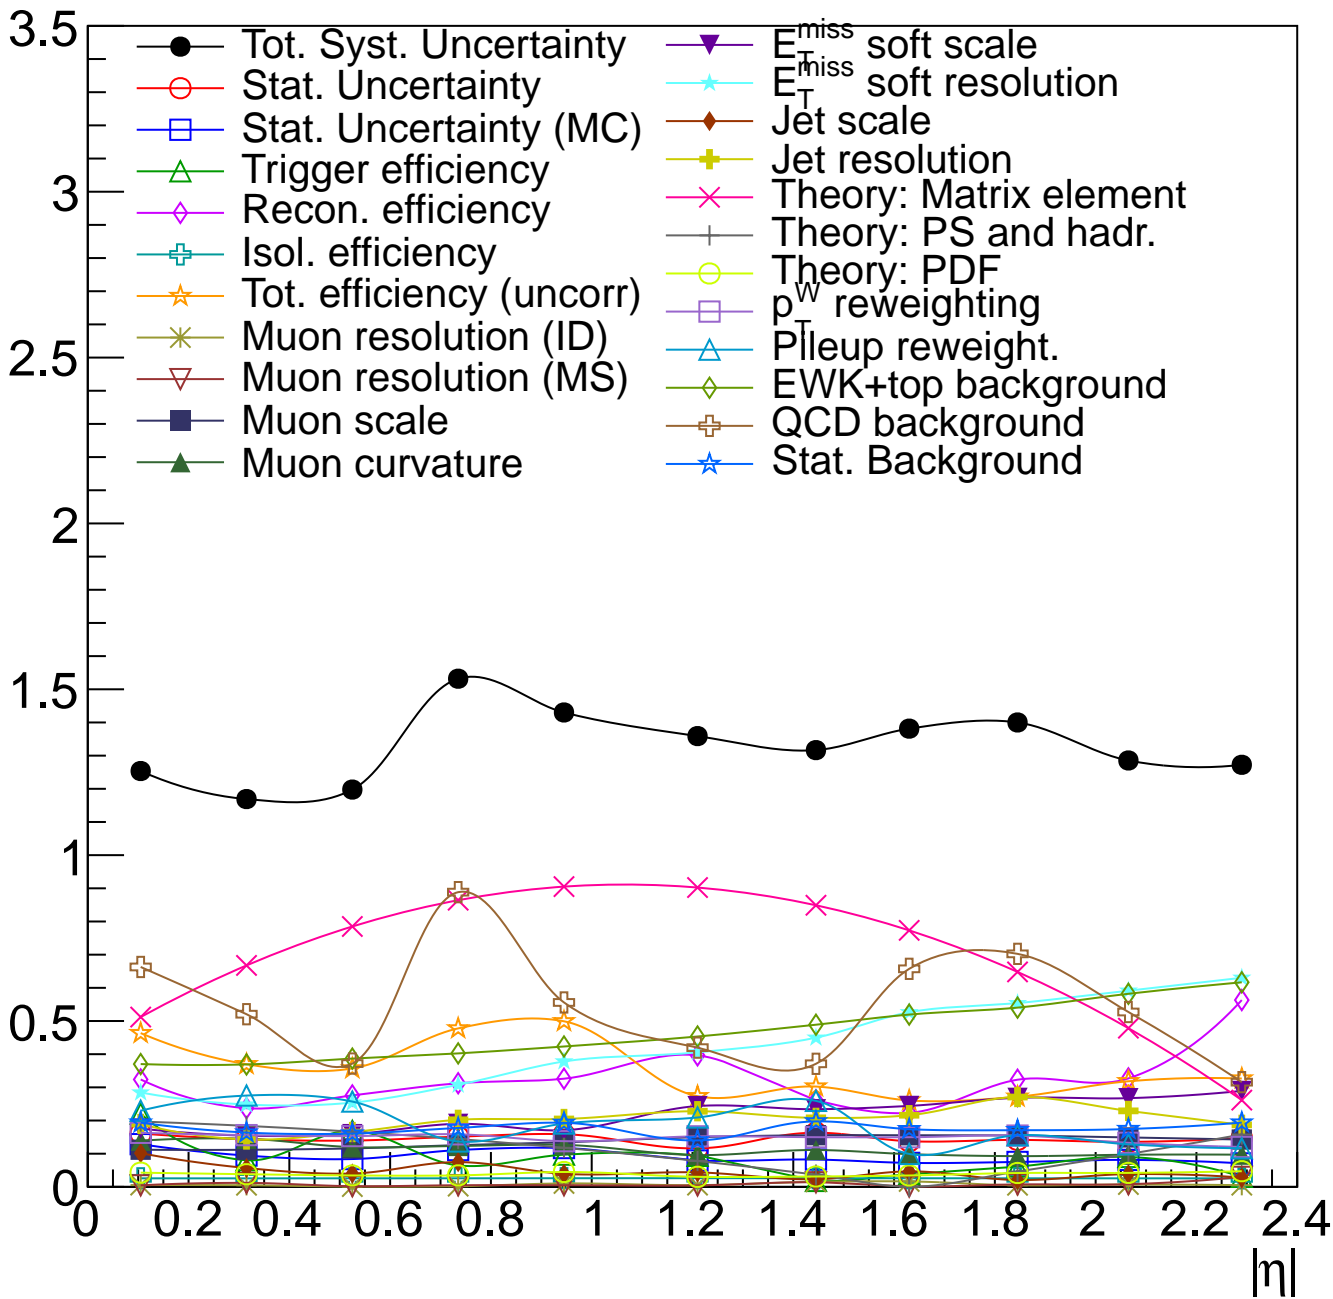 3.5
3
2.5
2
1.5
1
0.5
0
Tot. Syst. Uncertainty
Stat. Uncertainty
Stat. Uncertainty (MC)
Trigger efficiency
Recon. efficiency
Isol. efficiency
Tot. efficiency (uncorr)
Muon resolution (ID)
Muon resolution (MS)
Muon scale
Muon curvature
E_T^miss soft scale
E_T^miss soft resolution
Jet scale
Jet resolution
Theory: Matrix element
Theory: PS and hadr.
Theory: PDF
p_T^W reweighting
Pileup reweight.
EWK+top background
QCD background
Stat. Background
0 0.2 0.4 0.6 0.8 1 1.2 1.4 1.6 1.8 2 2.2 2.4
|η|